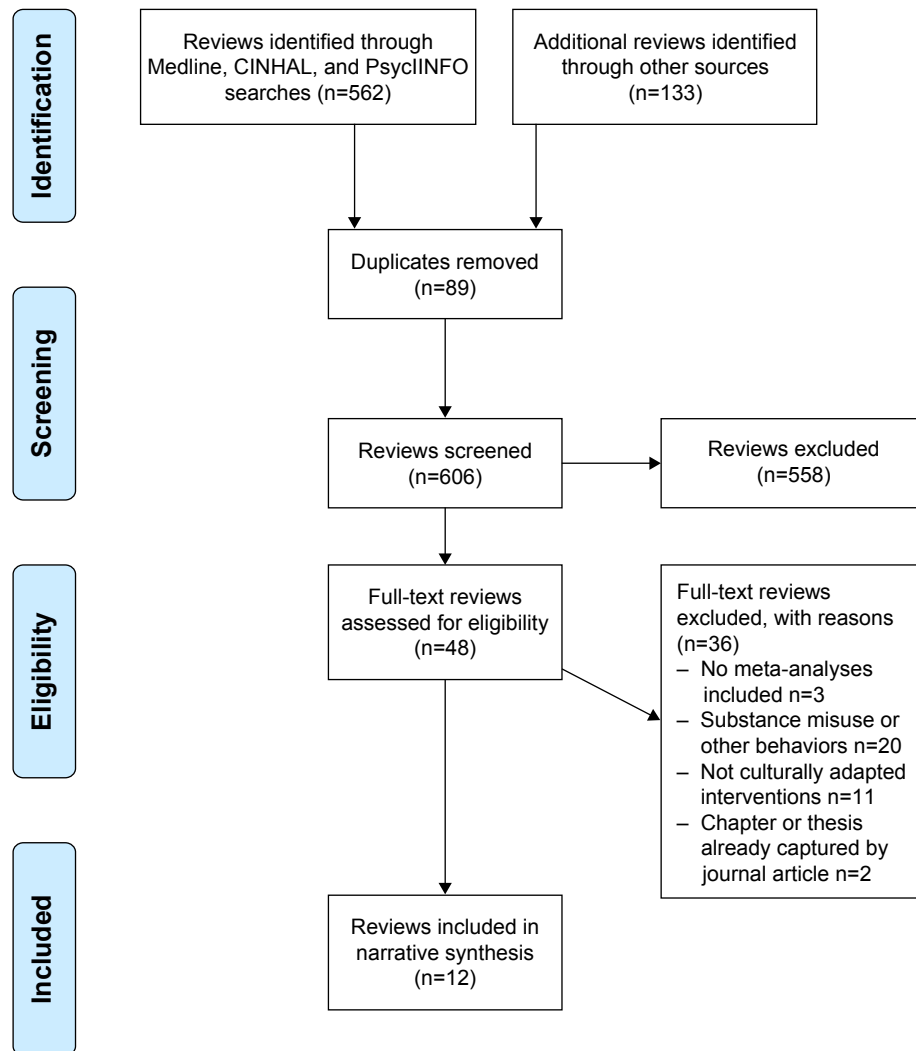 Identification
Reviews identified through
Medline, CINHAL, and PsycIINFO
searches (n=562)
Additional reviews identified
through other sources
(n=133)
Duplicates removed
(n=89)
Screening
Reviews screened
(n=606)
Reviews excluded
(n=558)
Eligibility
Full-text reviews
assessed for eligibility
(n=48)
Full-text reviews
excluded, with reasons
(n=36)
– No meta-analyses
included n=3
– Substance misuse or
other behaviors n=20
– Not culturally adapted
interventions n=11
– Chapter or thesis
already captured by
journal article n=2
Included
Reviews included in
narrative synthesis
(n=12)